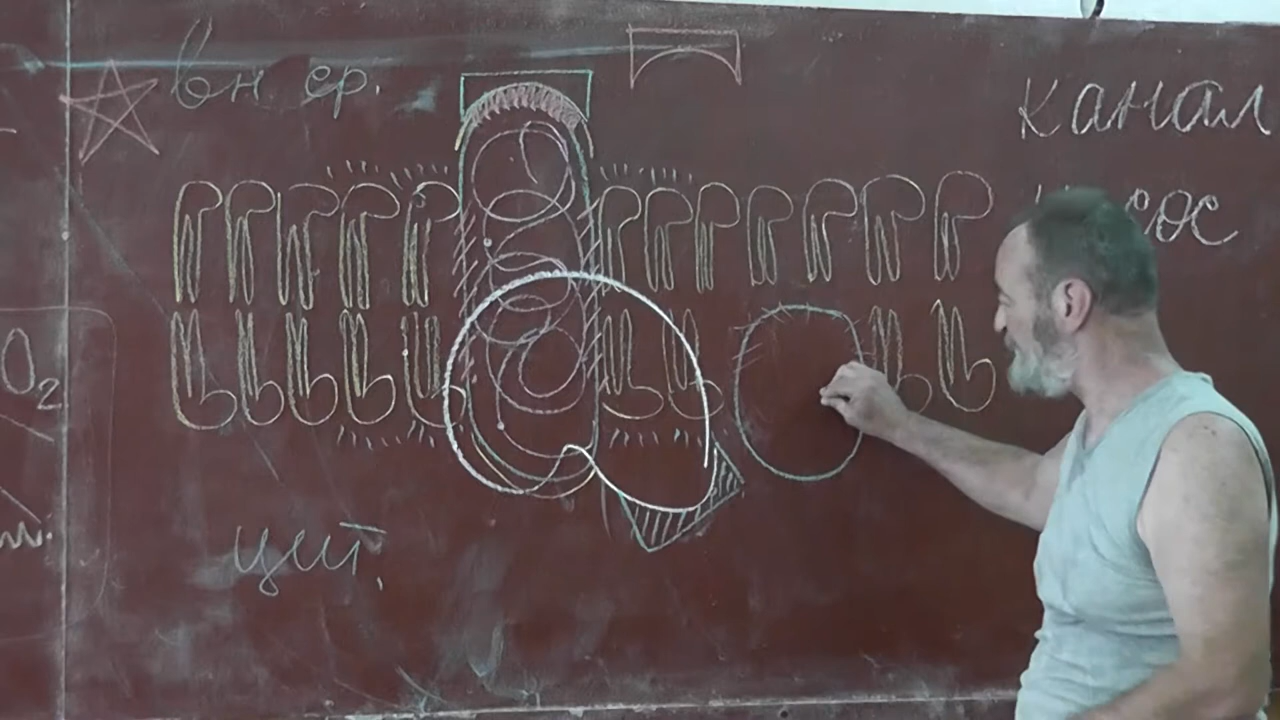 вн ср.
канал
O₂
цит.